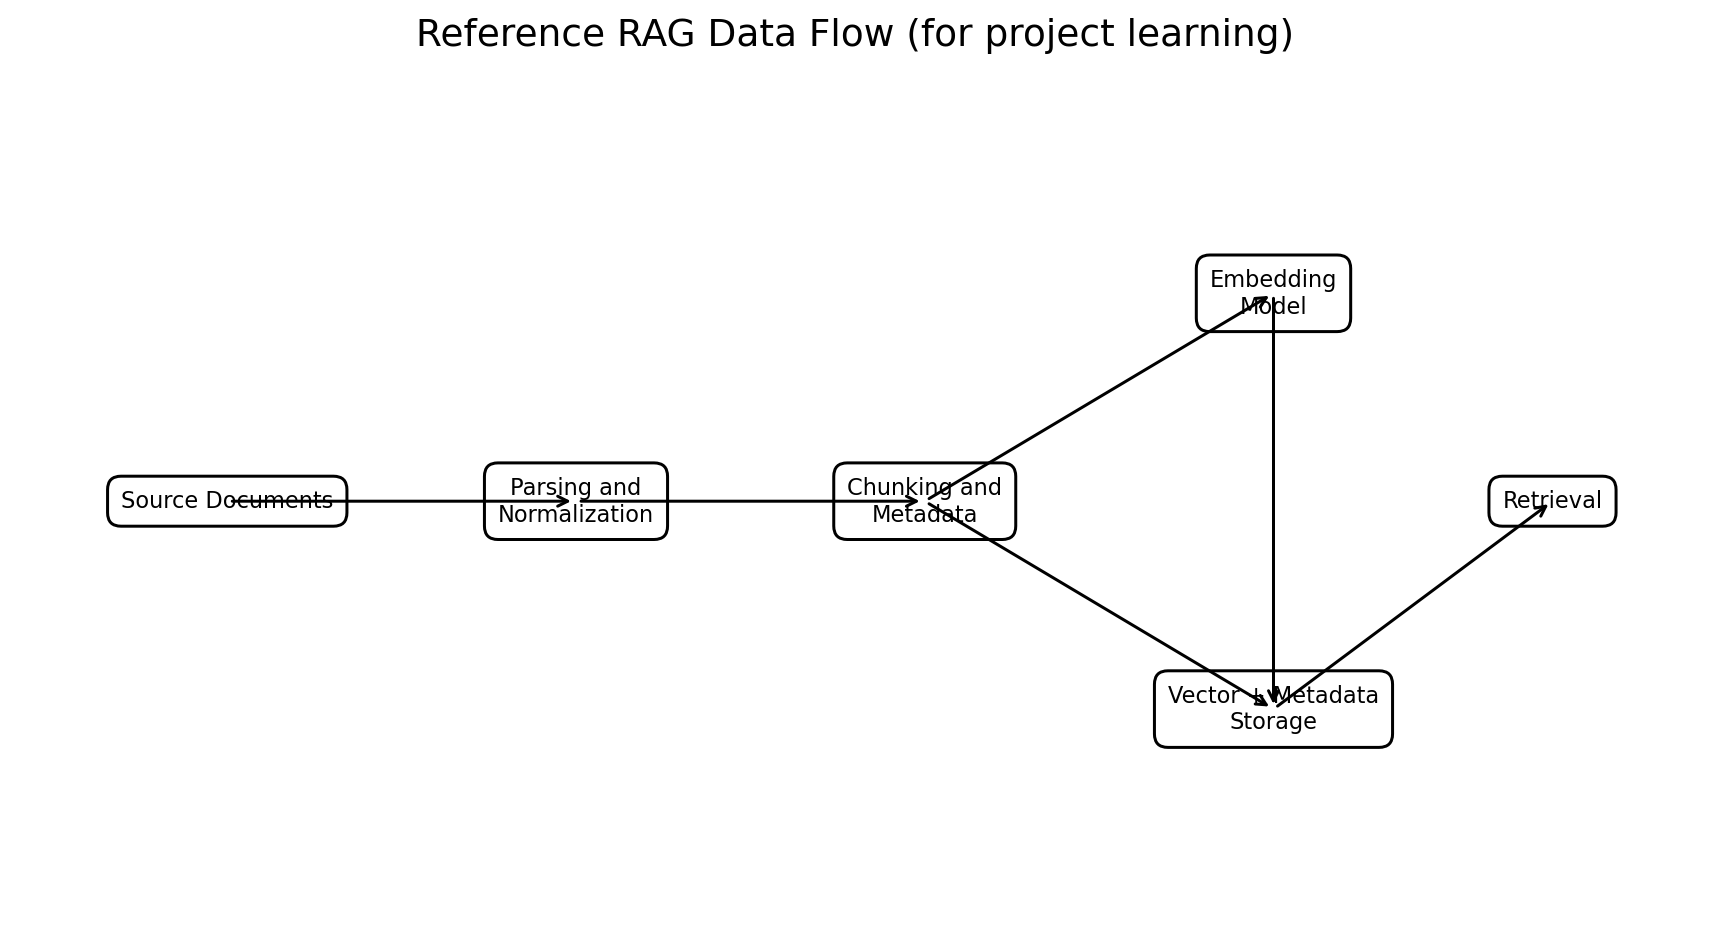 Reference RAG Data Flow (for project learning)
Source Documents
Parsing and
Normalization
Chunking and
Metadata
Embedding
Model
Vector + Metadata
Storage
Retrieval